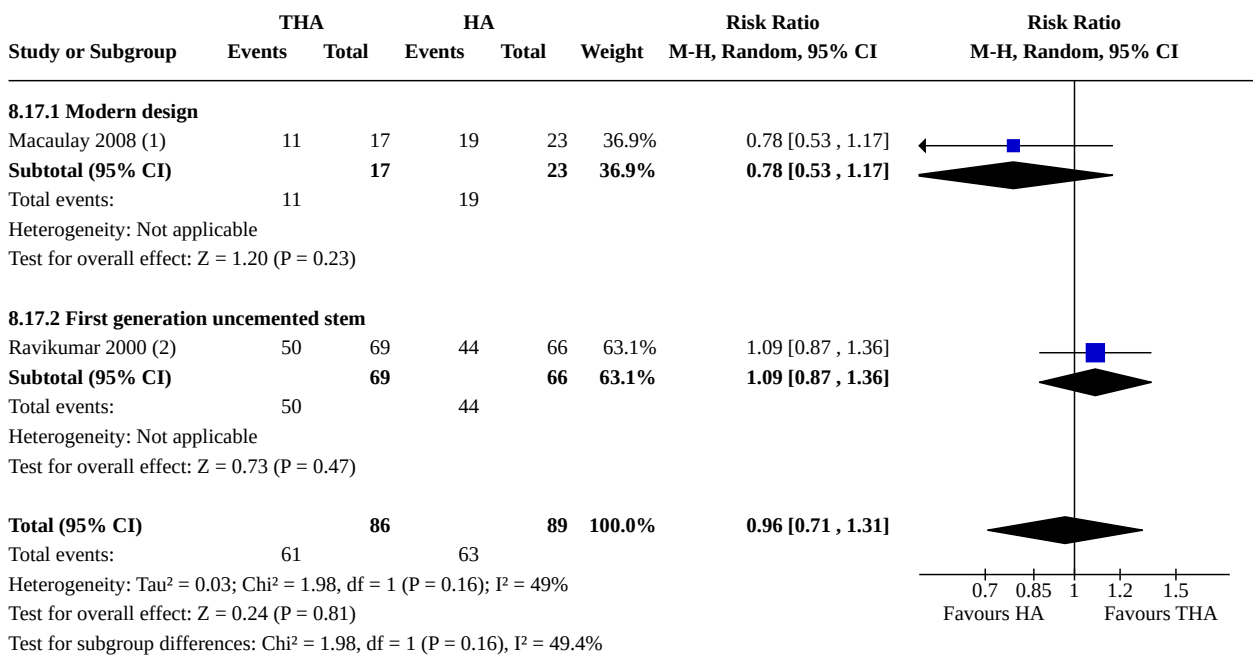 THA HA Risk Ratio Risk Ratio
Study or Subgroup Events Total Events Total Weight M-H, Random, 95% CI M-H, Random, 95% CI
8.17.1 Modern design
Macaulay 2008 (1) 11 17 19 23 36.9% 0.78 [0.53 , 1.17]
Subtotal (95% CI) 17 23 36.9% 0.78 [0.53 , 1.17]
Total events: 11 19
Heterogeneity: Not applicable
Test for overall effect: Z = 1.20 (P = 0.23)
8.17.2 First generation uncemented stem
Ravikumar 2000 (2) 50 69 44 66 63.1% 1.09 [0.87 , 1.36]
Subtotal (95% CI) 69 66 63.1% 1.09 [0.87 , 1.36]
Total events: 50 44
Heterogeneity: Not applicable
Test for overall effect: Z = 0.73 (P = 0.47)
Total (95% CI) 86 89 100.0% 0.96 [0.71 , 1.31]
Total events: 61 63
Heterogeneity: Tau² = 0.03; Chi² = 1.98, df = 1 (P = 0.16); I² = 49%
0.7 0.85 1 1.2 1.5
Test for overall effect: Z = 0.24 (P = 0.81) Favours HA Favours THA
Test for subgroup differences: Chi² = 1.98, df = 1 (P = 0.16), I² = 49.4%